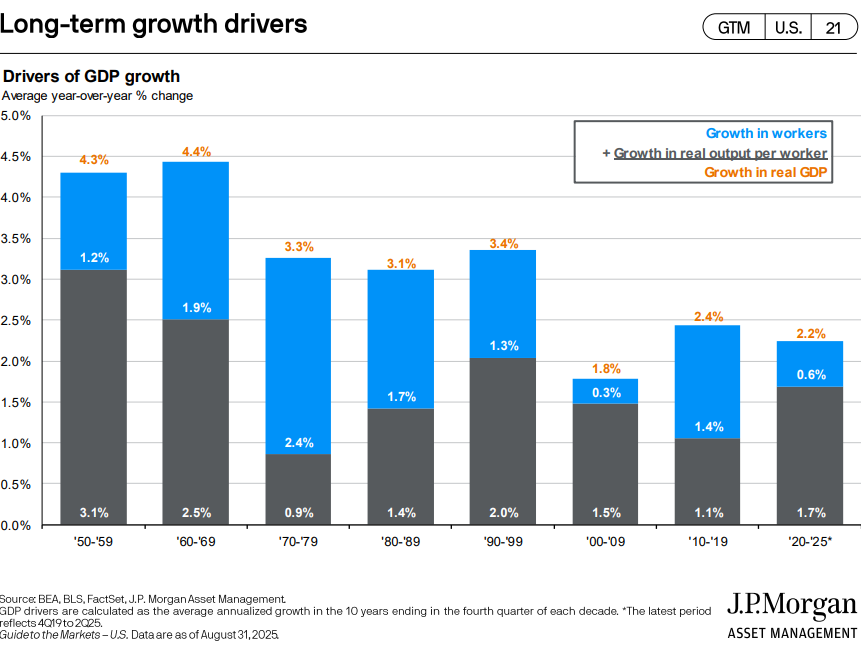 Long-term growth drivers
GTM U.S. 21
Drivers of GDP growth
Average year-over-year % change
5.0%
4.5%
4.0%
3.5%
3.0%
2.5%
2.0%
1.5%
1.0%
0.5%
0.0%
Growth in workers
+ Growth in real output per worker
Growth in real GDP
4.3%
1.2%
3.1%
4.4%
1.9%
2.5%
3.3%
2.4%
0.9%
3.1%
1.7%
1.4%
3.4%
1.3%
2.0%
1.8%
0.3%
1.5%
2.4%
1.4%
1.1%
2.2%
0.6%
1.7%
'50-'59 '60-'69 '70-'79 '80-'89 '90-'99 '00-'09 '10-'19 '20-'25*
Source: BEA, BLS, FactSet, J.P. Morgan Asset Management.
GDP drivers are calculated as the average annualized growth in the 10 years ending in the fourth quarter of each decade. *The latest period
reflects 4Q19 to 2Q25.
Guide to the Markets – U.S. Data are as of August 31, 2025.
J.P.Morgan
ASSET MANAGEMENT